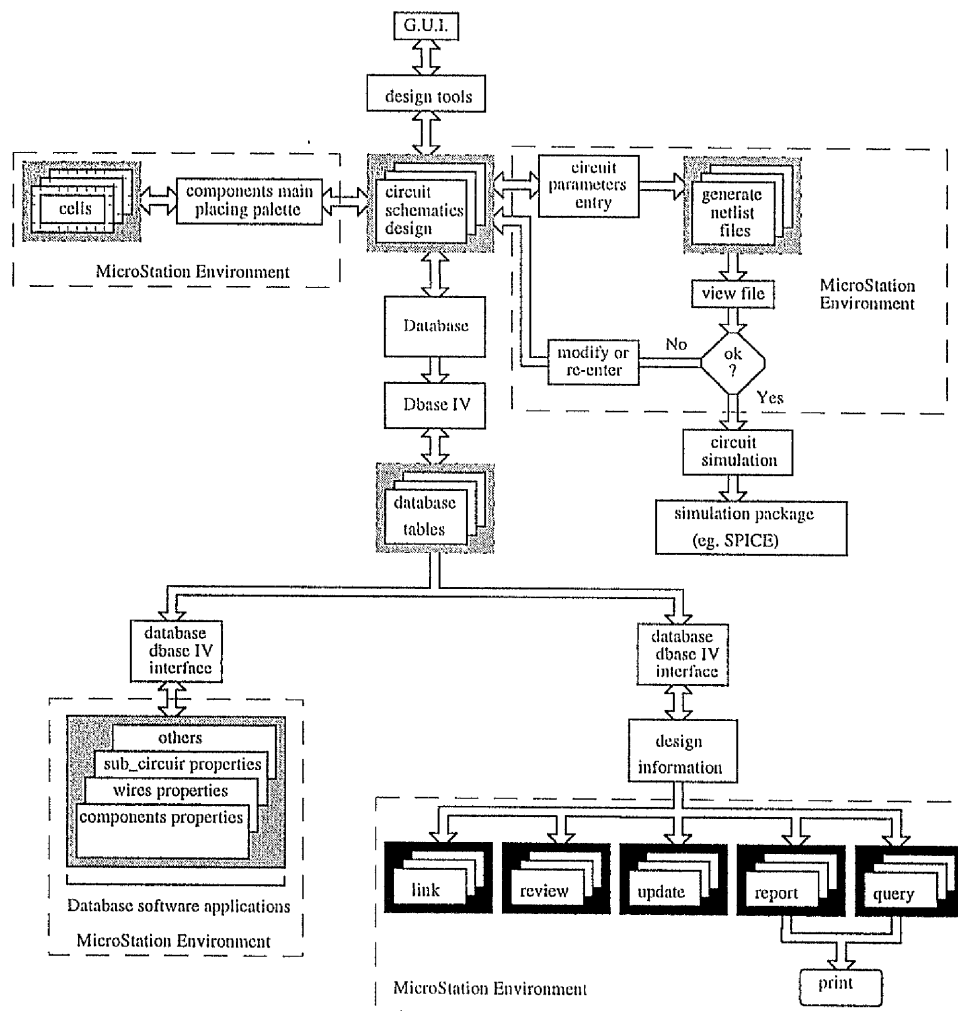 G.U.I.
design tools
cells
components main
placing palette
MicroStation Environment
circuit
schematics
design
circuit
parameters
entry
generate
netlist
files
MicroStation
Environment
view file
ok
?
No
Yes
modify or
re-enter
circuit
simulation
simulation package
(eg. SPICE)
Database
Dbase IV
database
tables
database
dbase IV
interface
others
sub_circuir properties
wires properties
components properties
Database software applications
MicroStation Environment
database
dbase IV
interface
design
information
link
review
update
report
query
print
MicroStation Environment